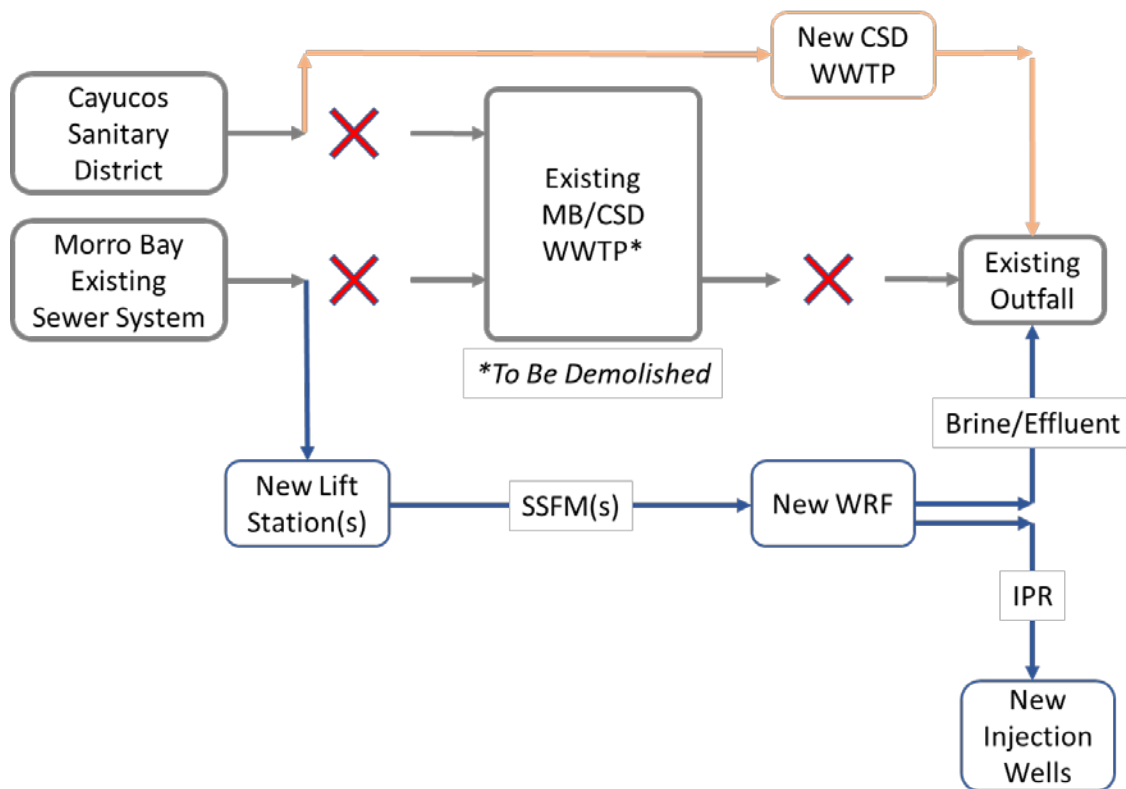 New CSD
WWTP
Cayucos
Sanitary
District
Existing
MB/CSD
WWTP*
Morro Bay
Existing
Sewer System
Existing
Outfall
*To Be Demolished
Brine/Effluent
New Lift
Station(s)
SSFM(s)
New WRF
IPR
New
Injection
Wells